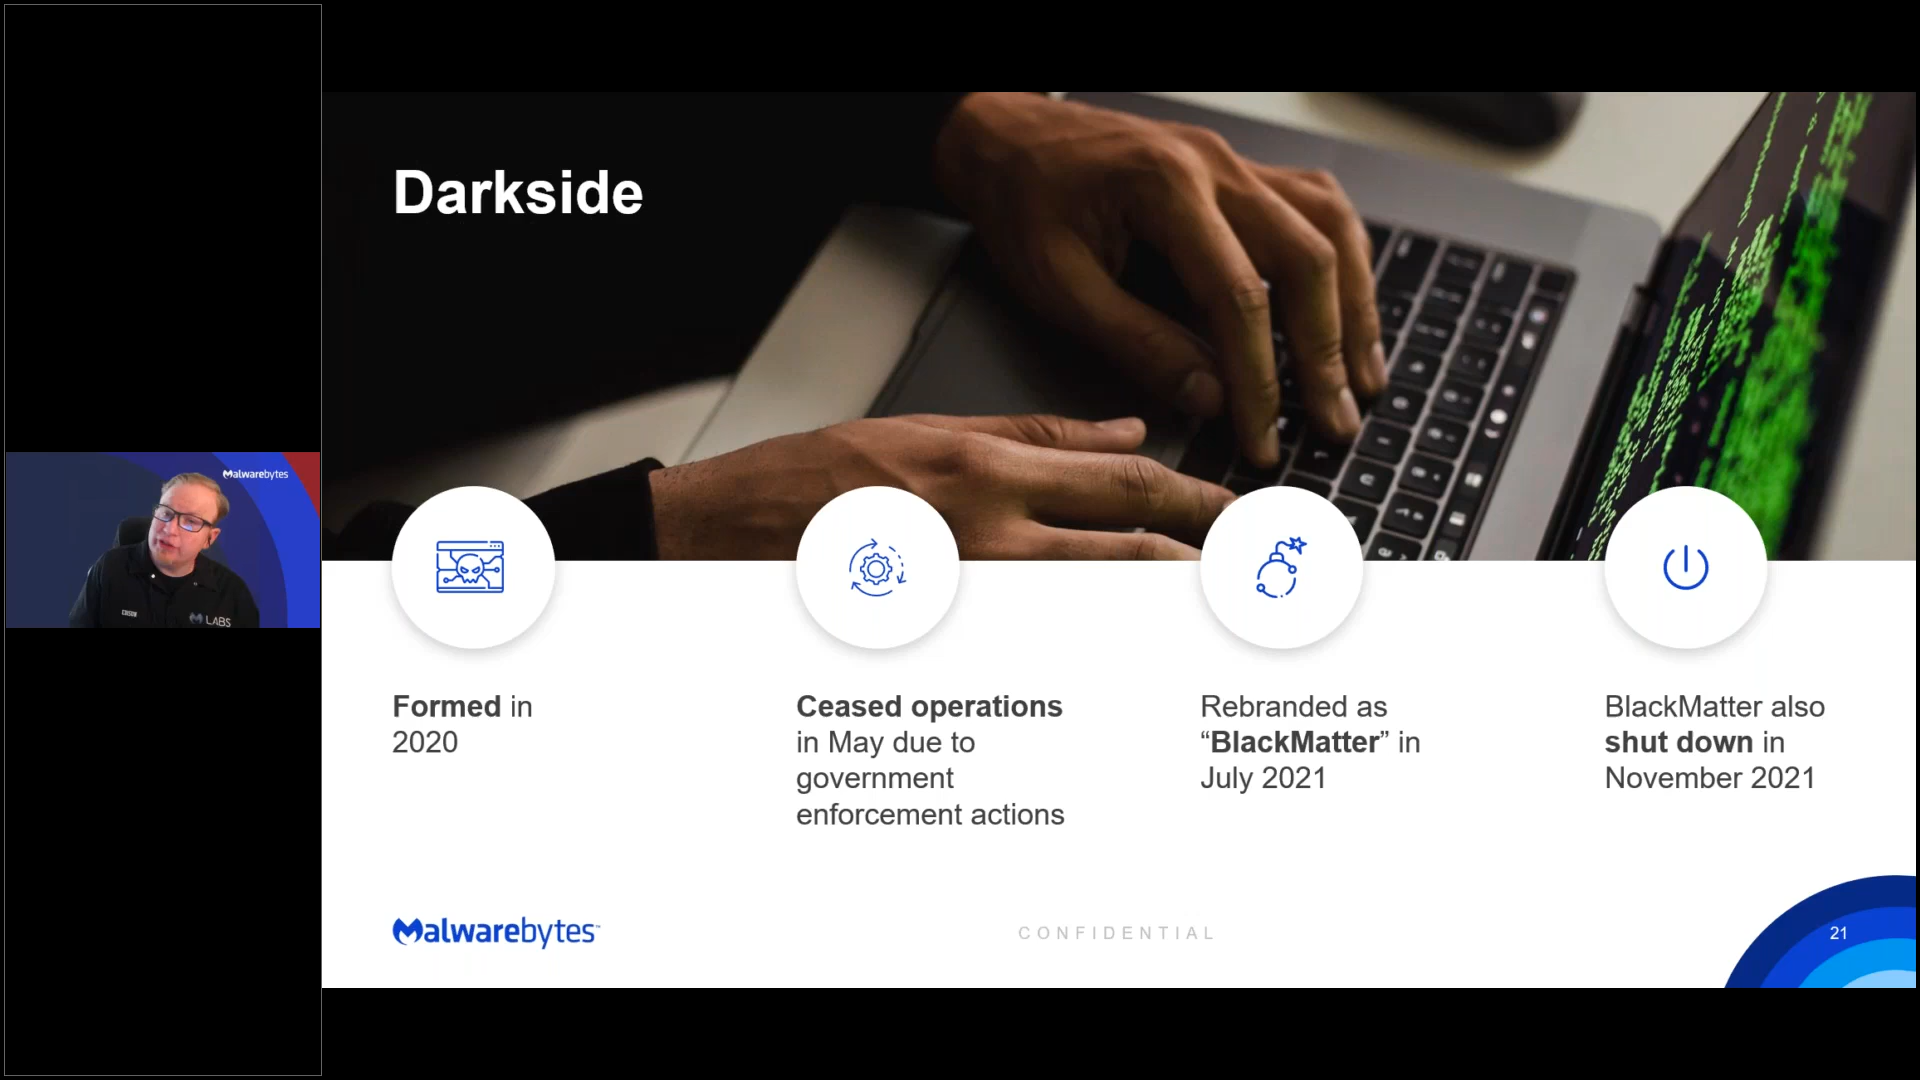 Malwarebytes
LABS
Darkside
Formed in
2020
Ceased operations
in May due to
government
enforcement actions
Rebranded as
“BlackMatter” in
July 2021
BlackMatter also
shut down in
November 2021
Malwarebytes
CONFIDENTIAL
21